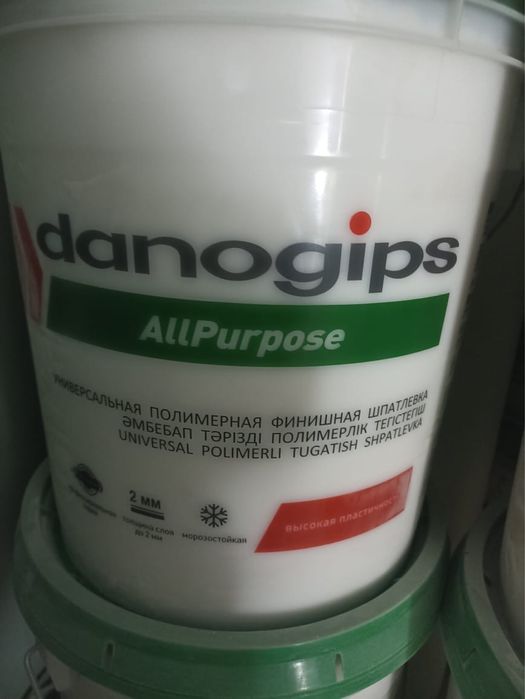 danogips
AllPurpose
УНИВЕРСАЛЬНАЯ ПОЛИМЕРНАЯ ФИНИШНАЯ ШПАТЛЕВКА
ӘМБЕБАП ТӘРІЗДІ ПОЛИМЕРЛІК ТЕГІСТЕГІШ
UNIVERSAL POLIMERLI TUGATISH SHPATLEVKA
2 мм
толщина слоя
до 2 мм
морозостойкая
высокая пластичность